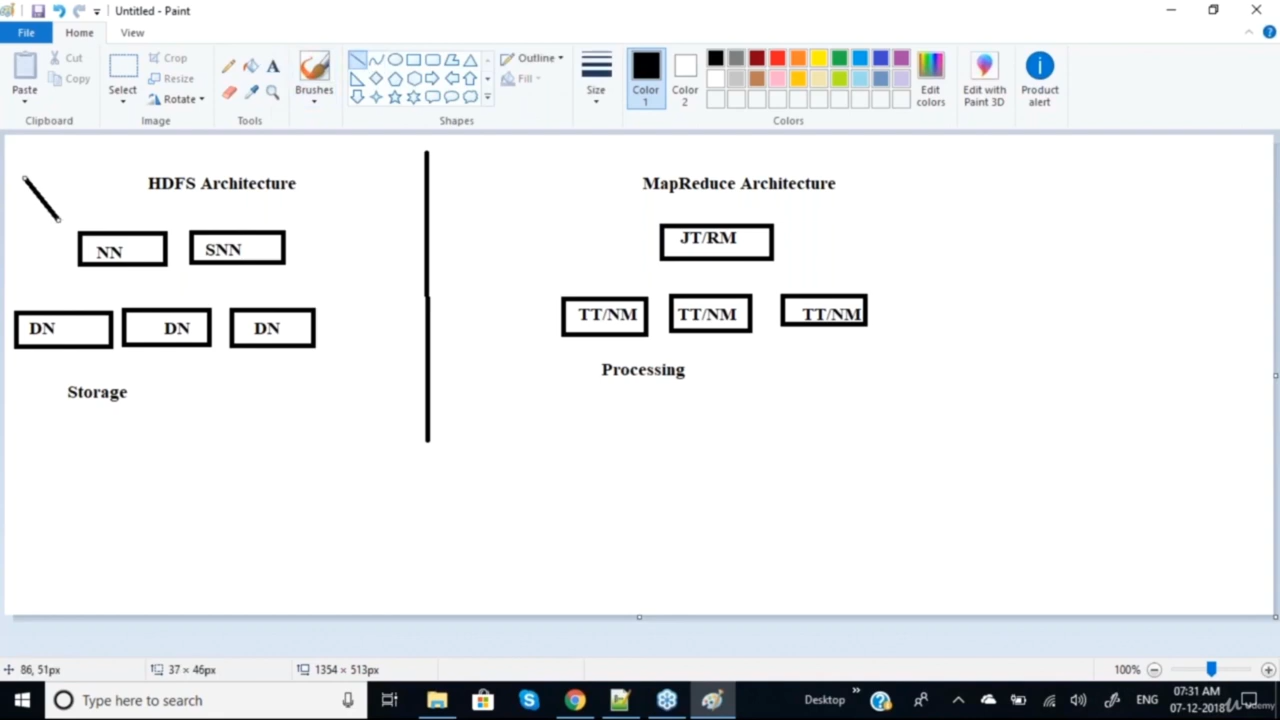 Untitled - Paint
File Home View
Paste Cut Copy
Clipboard
Select Crop Resize Rotate
Image
Tools
Brushes
Outline Fill
Shapes
Size
Color 1
Color 2
Edit colors
Colors
Edit with Paint 3D
Product alert
HDFS Architecture
MapReduce Architecture
NN SNN
JT/RM
DN DN DN
TT/NM TT/NM TT/NM
Storage
Processing
86, 51px 37 × 46px 1354 × 513px 100%
Type here to search
Desktop
ENG
07:31 AM
07-12-2018
Udemy